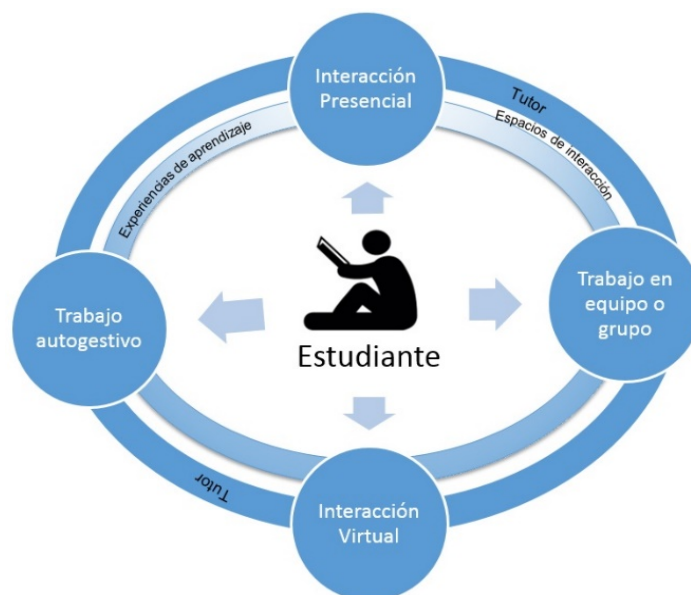 Interacción
Presencial
Tutor
Espacios de interacción
Experiencias de aprendizaje
Trabajo
autogestivo
Estudiante
Trabajo en
equipo o
grupo
Tutor
Interacción
Virtual